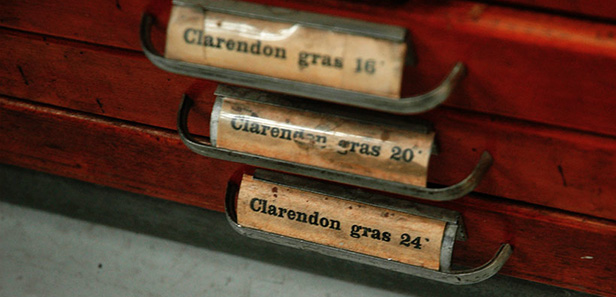 Clarendon gras 16
Clarendon gras 20
Clarendon gras 24